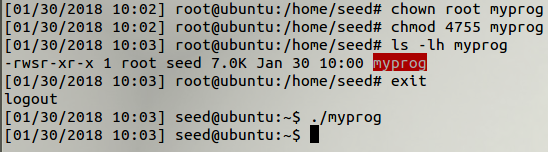 [01/30/2018 10:02] root@ubuntu:/home/seed# chown root myprog
[01/30/2018 10:02] root@ubuntu:/home/seed# chmod 4755 myprog
[01/30/2018 10:03] root@ubuntu:/home/seed# ls -lh myprog
-rwsr-xr-x 1 root seed 7.0K Jan 30 10:00 myprog
[01/30/2018 10:03] root@ubuntu:/home/seed# exit
logout
[01/30/2018 10:03] seed@ubuntu:~$ ./myprog
[01/30/2018 10:03] seed@ubuntu:~$